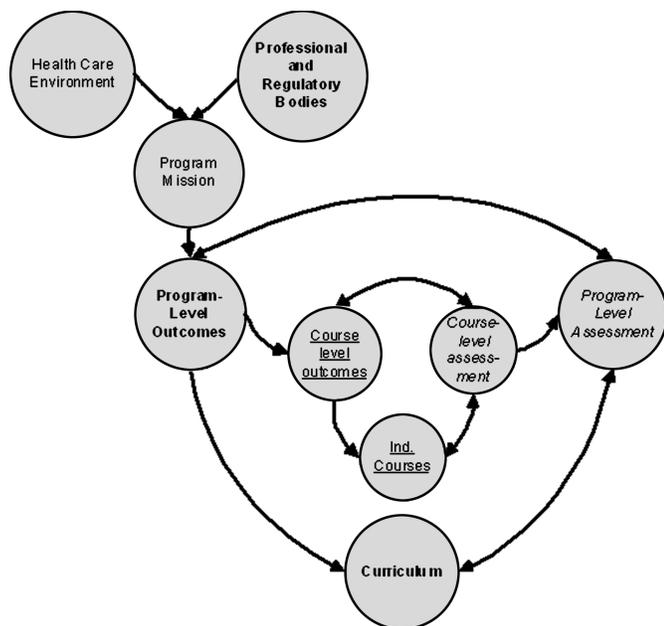 Health Care
Environment
Professional
and
Regulatory
Bodies
Program
Mission
Program-
Level
Outcomes
Course
level
outcomes
Course-
level
assess-
ment
Program-
Level
Assessment
Ind.
Courses
Curriculum